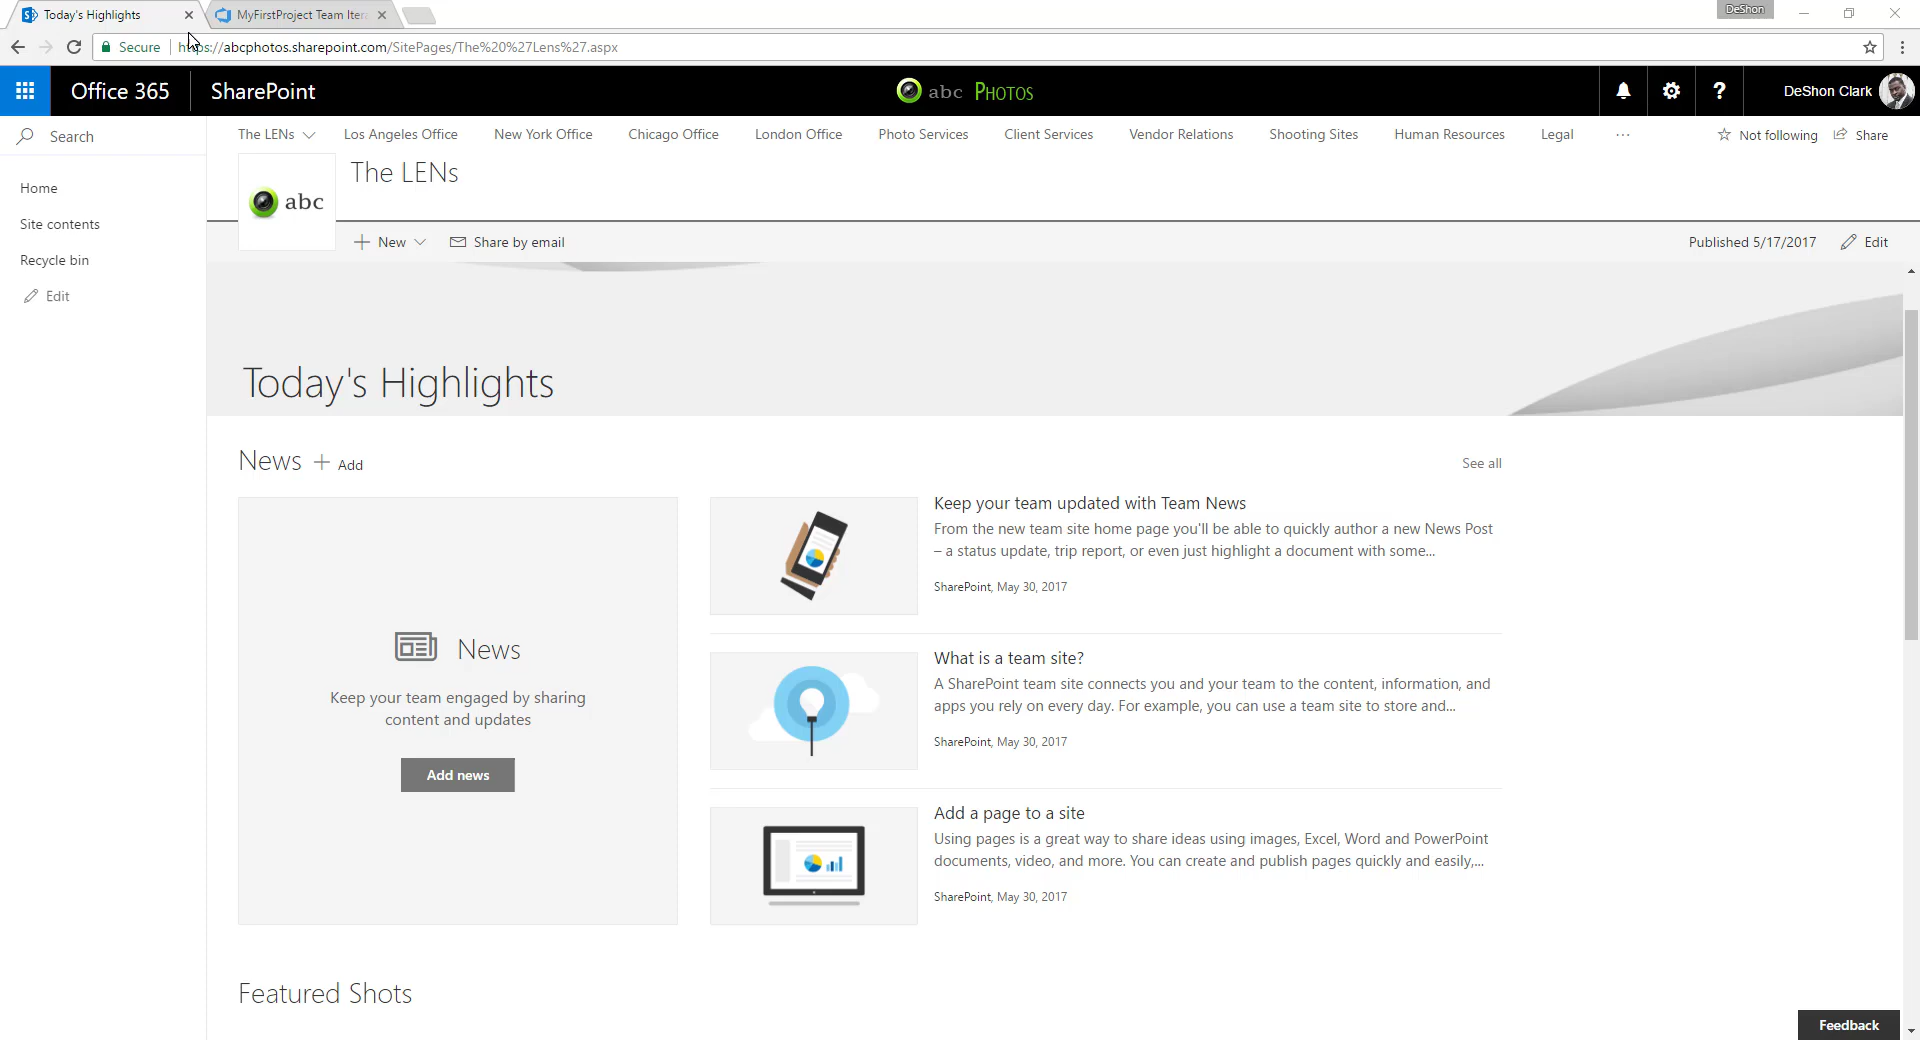 Today's Highlights
MyFirstProject Team Iter
DeShon
Secure
https://abcphotos.sharepoint.com/SitePages/The%20%27Lens%27.aspx
Office 365
SharePoint
abc Photos
?
DeShon Clark
Search
The LENs
Los Angeles Office
New York Office
Chicago Office
London Office
Photo Services
Client Services
Vendor Relations
Shooting Sites
Human Resources
Legal
...
Not following
Share
abc
The LENs
Home
Site contents
Recycle bin
Edit
New
Share by email
Published 5/17/2017
Edit
Today's Highlights
News
Add
See all
News
Keep your team engaged by sharing
content and updates
Add news
Keep your team updated with Team News
From the new team site home page you'll be able to quickly author a new News Post
– a status update, trip report, or even just highlight a document with some...
SharePoint, May 30, 2017
What is a team site?
A SharePoint team site connects you and your team to the content, information, and
apps you rely on every day. For example, you can use a team site to store and...
SharePoint, May 30, 2017
Add a page to a site
Using pages is a great way to share ideas using images, Excel, Word and PowerPoint
documents, video, and more. You can create and publish pages quickly and easily,...
SharePoint, May 30, 2017
Featured Shots
Feedback